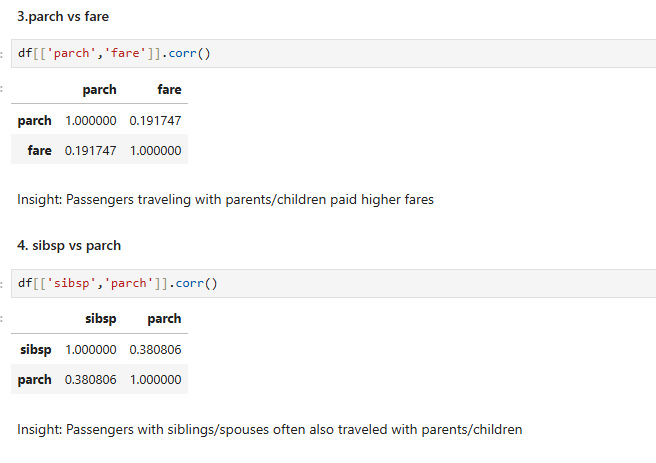 3.parch vs fare
df[['parch','fare']].corr()
parch fare
parch 1.000000 0.191747
fare 0.191747 1.000000
Insight: Passengers traveling with parents/children paid higher fares
4. sibsp vs parch
df[['sibsp','parch']].corr()
sibsp parch
sibsp 1.000000 0.380806
parch 0.380806 1.000000
Insight: Passengers with siblings/spouses often also traveled with parents/children